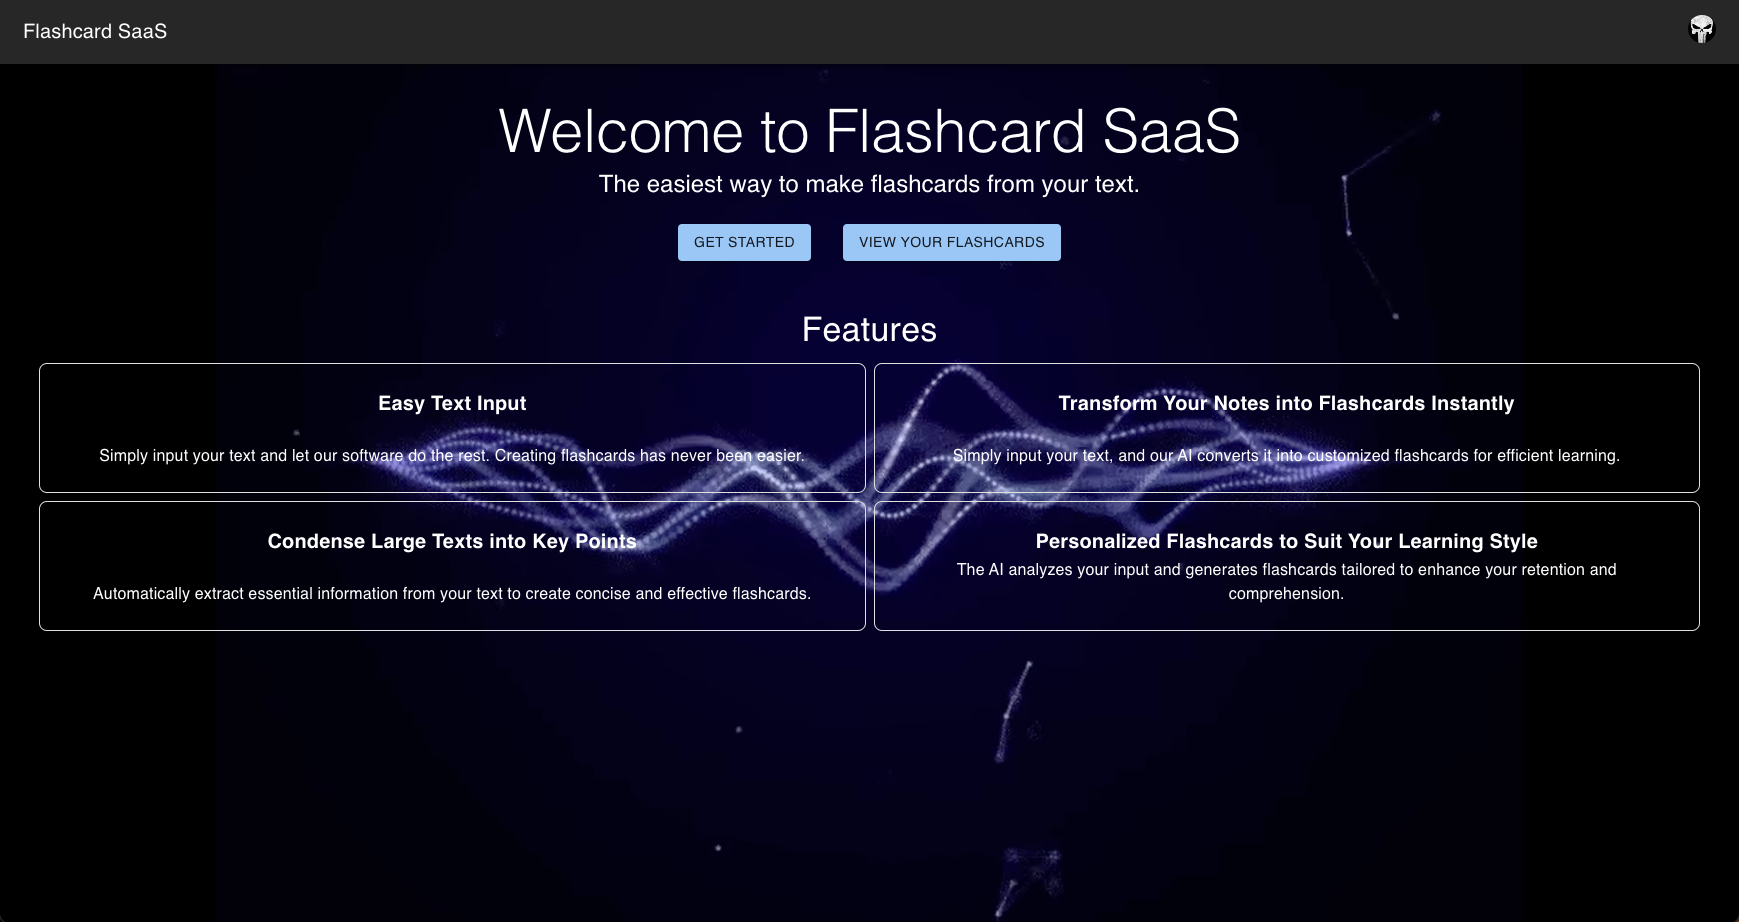 Flashcard SaaS
Welcome to Flashcard SaaS
The easiest way to make flashcards from your text.
GET STARTED
VIEW YOUR FLASHCARDS
Features
Easy Text Input
Simply input your text and let our software do the rest. Creating flashcards has never been easier.
Transform Your Notes into Flashcards Instantly
Simply input your text, and our AI converts it into customized flashcards for efficient learning.
Condense Large Texts into Key Points
Automatically extract essential information from your text to create concise and effective flashcards.
Personalized Flashcards to Suit Your Learning Style
The AI analyzes your input and generates flashcards tailored to enhance your retention and
comprehension.